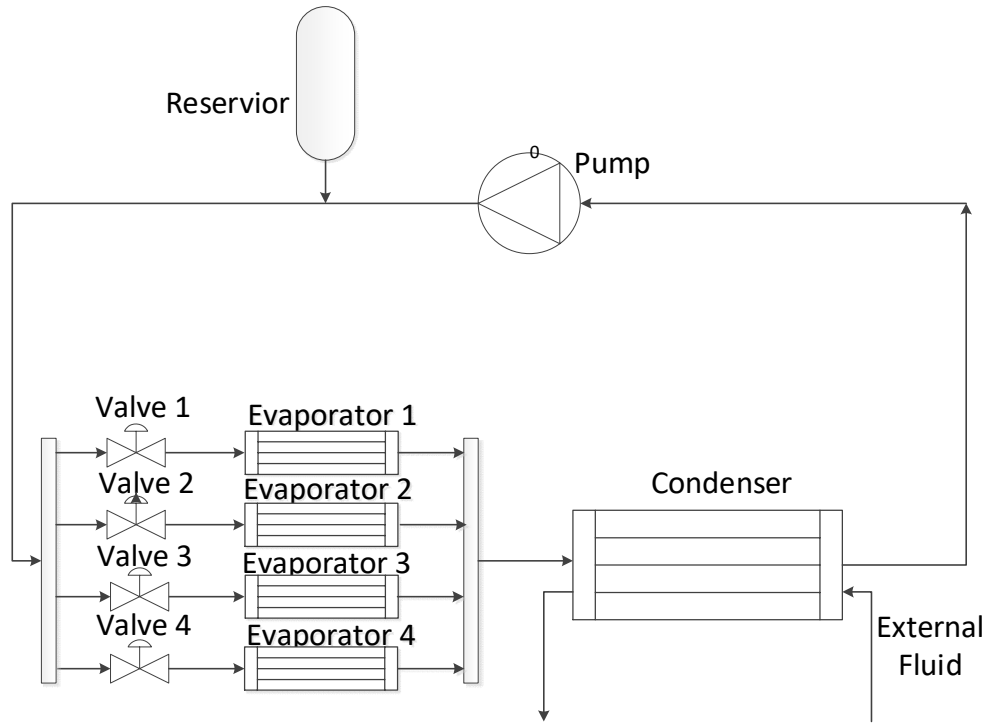 Reservior
0
Pump
Valve 1
Evaporator 1
Valve 2
Evaporator 2
Condenser
Valve 3
Evaporator 3
Valve 4
Evaporator 4
External
Fluid